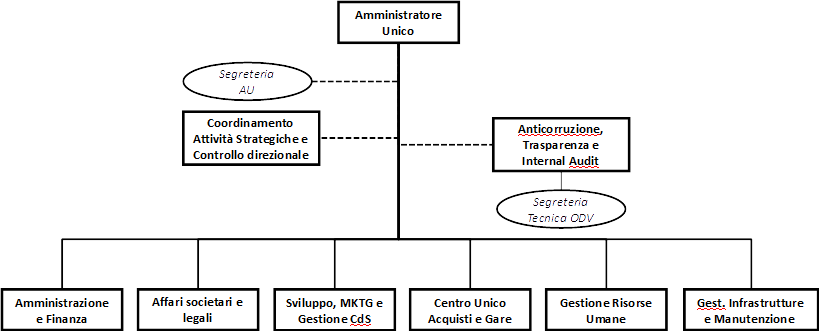 Amministratore
Unico
Segreteria
AU
Coordinamento
Attività Strategiche e
Controllo direzionale
Anticorruzione,
Trasparenza e
Internal Audit
Segreteria
Tecnica ODV
Amministrazione
e Finanza
Affari societari e
legali
Sviluppo, MKTG e
Gestione CdS
Centro Unico
Acquisti e Gare
Gestione Risorse
Umane
Gest. Infrastrutture
e Manutenzione